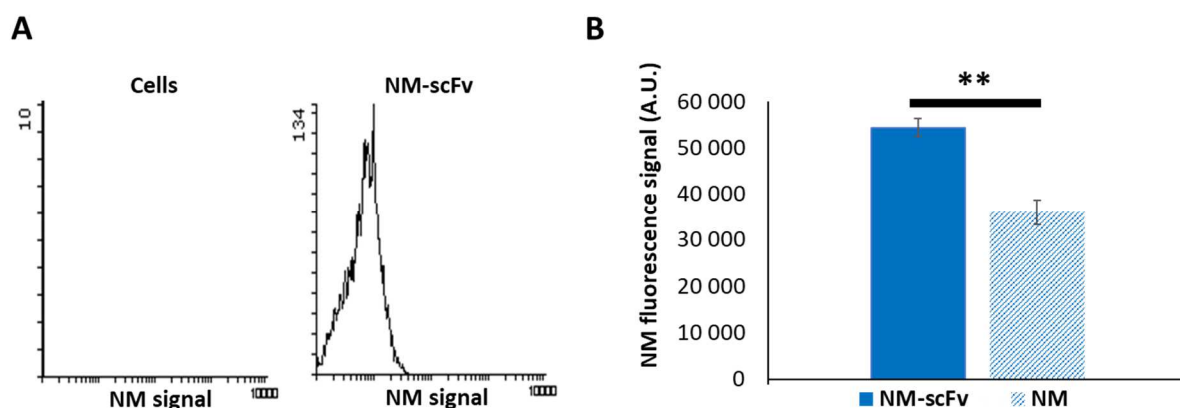 A
Cells
10
NM signal
NM-scFv
134
NM signal
B
**
NM fluorescence signal (A.U.)
60 000
50 000
40 000
30 000
20 000
10 000
0
NM-scFv
NM